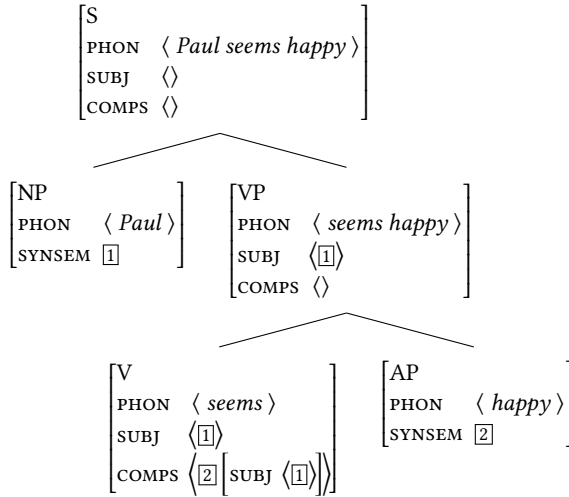 S
PHON ⟨ Paul seems happy ⟩
SUBJ ⟨⟩
COMPS ⟨⟩
NP
PHON ⟨ Paul ⟩
SYNSEM 1
VP
PHON ⟨ seems happy ⟩
SUBJ ⟨1⟩
COMPS ⟨⟩
V
PHON ⟨ seems ⟩
SUBJ ⟨1⟩
COMPS ⟨2[SUBJ ⟨1⟩]⟩
AP
PHON ⟨ happy ⟩
SYNSEM 2